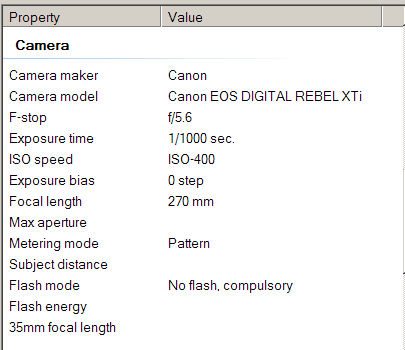 Property Value
Camera
Camera maker Canon
Camera model Canon EOS DIGITAL REBEL XTi
F-stop f/5.6
Exposure time 1/1000 sec.
ISO speed ISO-400
Exposure bias 0 step
Focal length 270 mm
Max aperture
Metering mode Pattern
Subject distance
Flash mode No flash, compulsory
Flash energy
35mm focal length